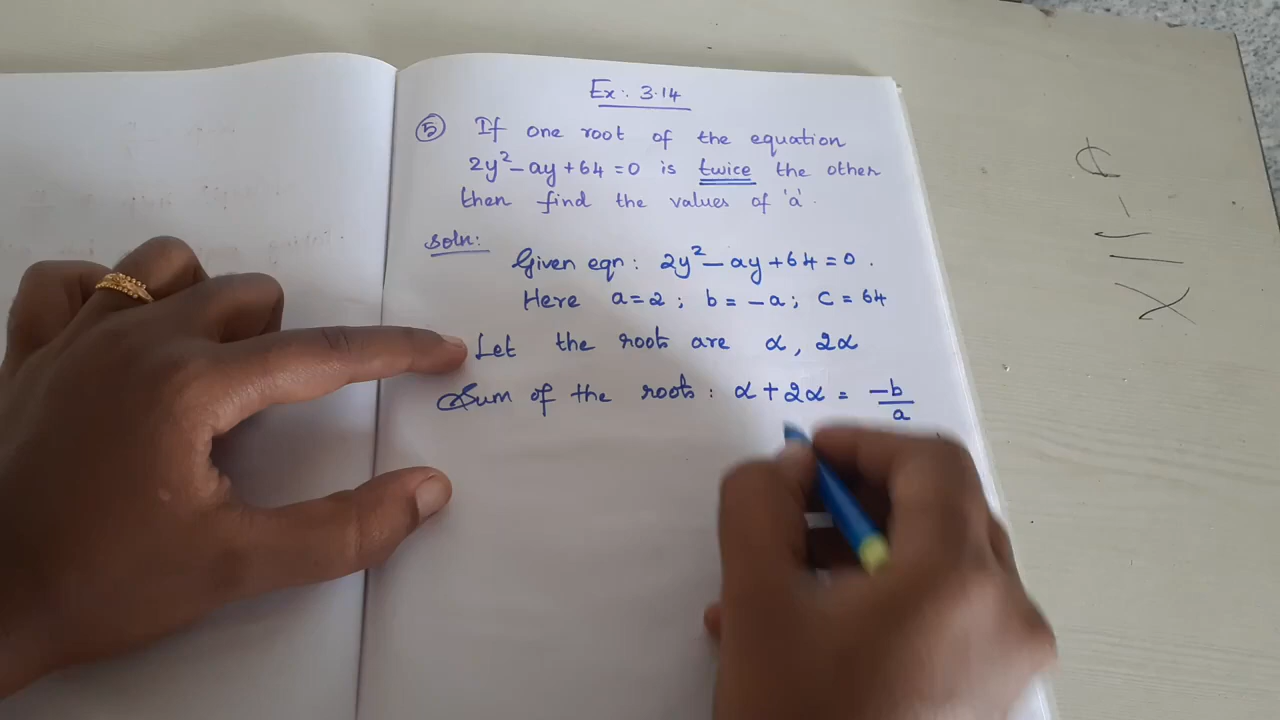 Ex: 3.14
⑤ If one root of the equation
2y² - ay + 64 = 0 is twice the other
then find the values of 'a'.
Soln:
Given eqn: 2y² - ay + 64 = 0.
Here a = 2; b = -a; c = 64
Let the roots are α, 2α
Sum of the roots: α + 2α = -b/a